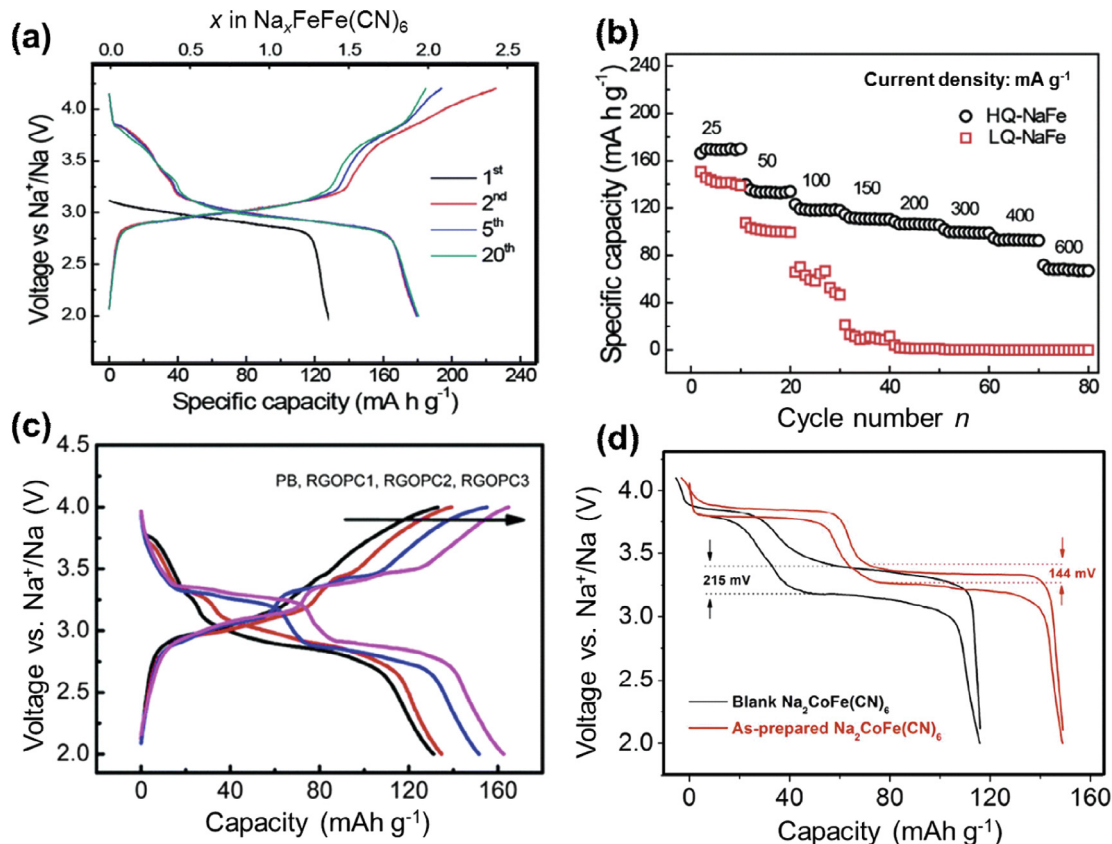 (a)
x in NaₓFeFe(CN)₆
0.0 0.5 1.0 1.5 2.0 2.5
Voltage vs Na⁺/Na (V)
4.0
3.5
3.0
2.5
2.0
1ˢᵗ
2ⁿᵈ
5ᵗʰ
20ᵗʰ
0 40 80 120 160 200 240
Specific capacity (mA h g⁻¹)
(b)
Specific capacity (mA h g⁻¹)
240
200
160
120
80
40
0
Current density: mA g⁻¹
HQ-NaFe
LQ-NaFe
25
50
100
150
200
300
400
600
0 20 40 60 80
Cycle number n
(c)
Voltage vs. Na⁺/Na (V)
4.5
4.0
3.5
3.0
2.5
2.0
PB, RGOPC1, RGOPC2, RGOPC3
0 40 80 120 160
Capacity (mAh g⁻¹)
(d)
Voltage vs. Na⁺/Na (V)
4.0
3.5
3.0
2.5
2.0
215 mV
144 mV
Blank Na₂CoFe(CN)₆
As-prepared Na₂CoFe(CN)₆
0 40 80 120 160
Capacity (mAh g⁻¹)